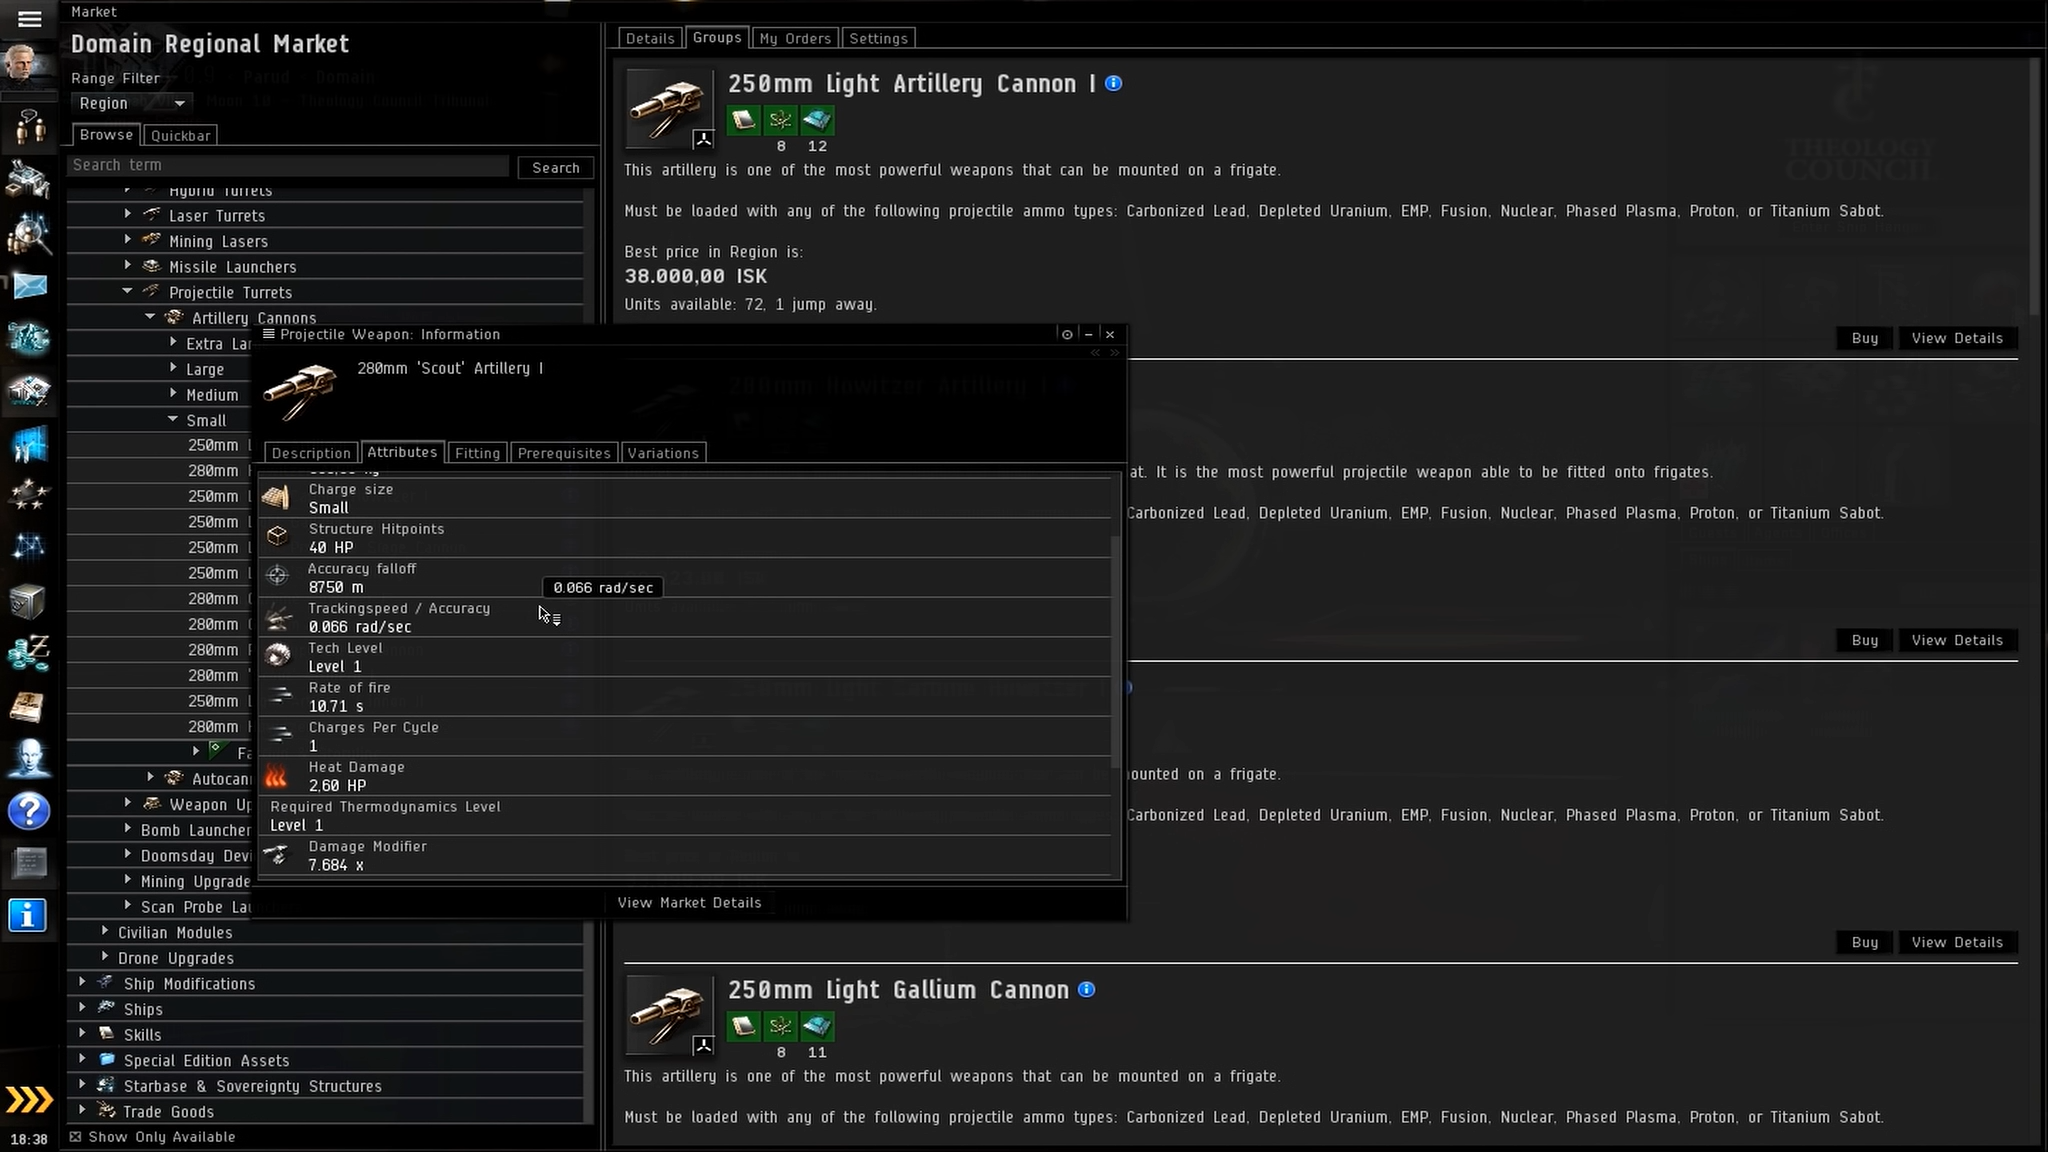 Market
Domain Regional Market
Range Filter
Region
Browse
Quickbar
Search term
Search
Hybrid Turrets
Laser Turrets
Mining Lasers
Missile Launchers
Projectile Turrets
Artillery Cannons
Extra La
Large
Medium
Small
250mm
280mm
250mm
250mm
250mm
250mm
280mm
280mm
280mm
280mm
250mm
280mm
Fa
Autocan
Weapon Up
Bomb Launcher
Doomsday Devi
Mining Upgrade
Scan Probe La
Civilian Modules
Drone Upgrades
Ship Modifications
Ships
Skills
Special Edition Assets
Starbase & Sovereignty Structures
Trade Goods
Show Only Available
18:38
Details
Groups
My Orders
Settings
250mm Light Artillery Cannon I
8
12
This artillery is one of the most powerful weapons that can be mounted on a frigate.
Must be loaded with any of the following projectile ammo types: Carbonized Lead, Depleted Uranium, EMP, Fusion, Nuclear, Phased Plasma, Proton, or Titanium Sabot.
Best price in Region is:
38.000,00 ISK
Units available: 72, 1 jump away.
Buy
View Details
THEOLOGY
COUNCIL
Projectile Weapon: Information
280mm 'Scout' Artillery I
Description
Attributes
Fitting
Prerequisites
Variations
Charge size
Small
Structure Hitpoints
40 HP
Accuracy falloff
8750 m
0.066 rad/sec
Trackingspeed / Accuracy
0.066 rad/sec
Tech Level
Level 1
Rate of fire
10.71 s
Charges Per Cycle
1
Heat Damage
2,60 HP
Required Thermodynamics Level
Level 1
Damage Modifier
7.684 x
View Market Details
at. It is the most powerful projectile weapon able to be fitted onto frigates.
Carbonized Lead, Depleted Uranium, EMP, Fusion, Nuclear, Phased Plasma, Proton, or Titanium Sabot.
Buy
View Details
ounted on a frigate.
Carbonized Lead, Depleted Uranium, EMP, Fusion, Nuclear, Phased Plasma, Proton, or Titanium Sabot.
Buy
View Details
250mm Light Gallium Cannon
8
11
This artillery is one of the most powerful weapons that can be mounted on a frigate.
Must be loaded with any of the following projectile ammo types: Carbonized Lead, Depleted Uranium, EMP, Fusion, Nuclear, Phased Plasma, Proton, or Titanium Sabot.